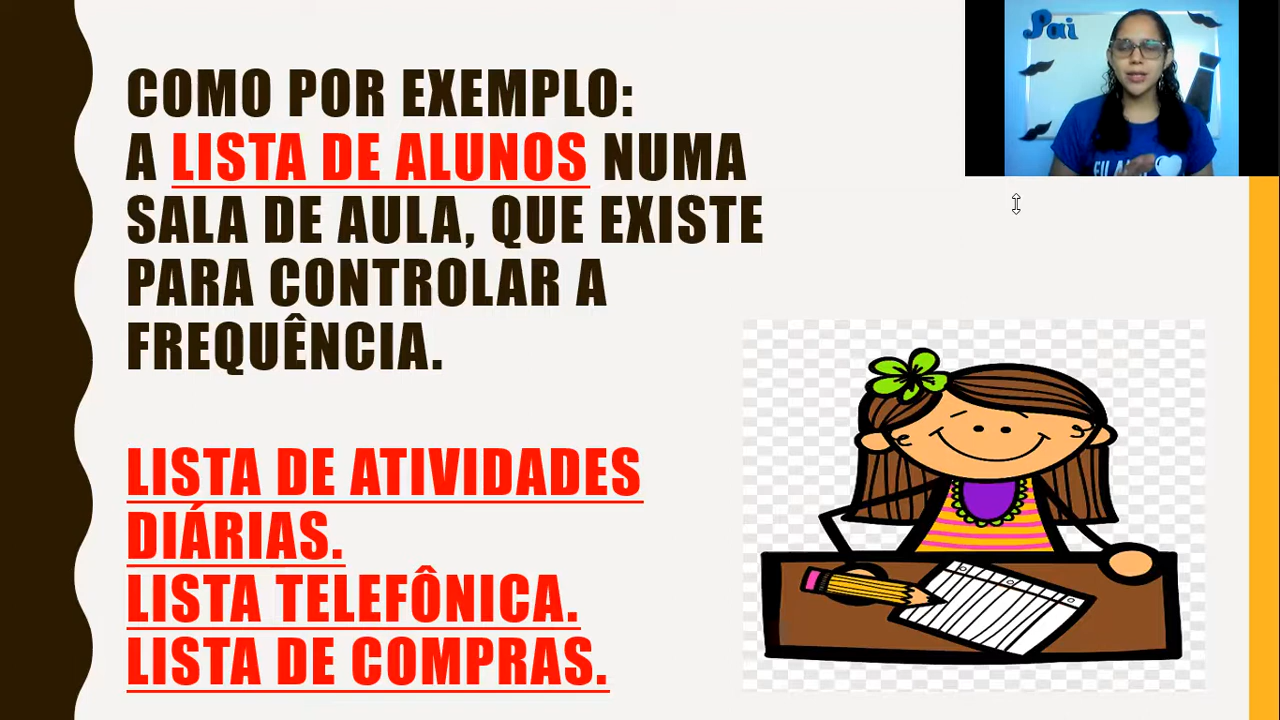 COMO POR EXEMPLO:
A LISTA DE ALUNOS NUMA
SALA DE AULA, QUE EXISTE
PARA CONTROLAR A
FREQUÊNCIA.
LISTA DE ATIVIDADES
DIÁRIAS.
LISTA TELEFÔNICA.
LISTA DE COMPRAS.
Pai
EU